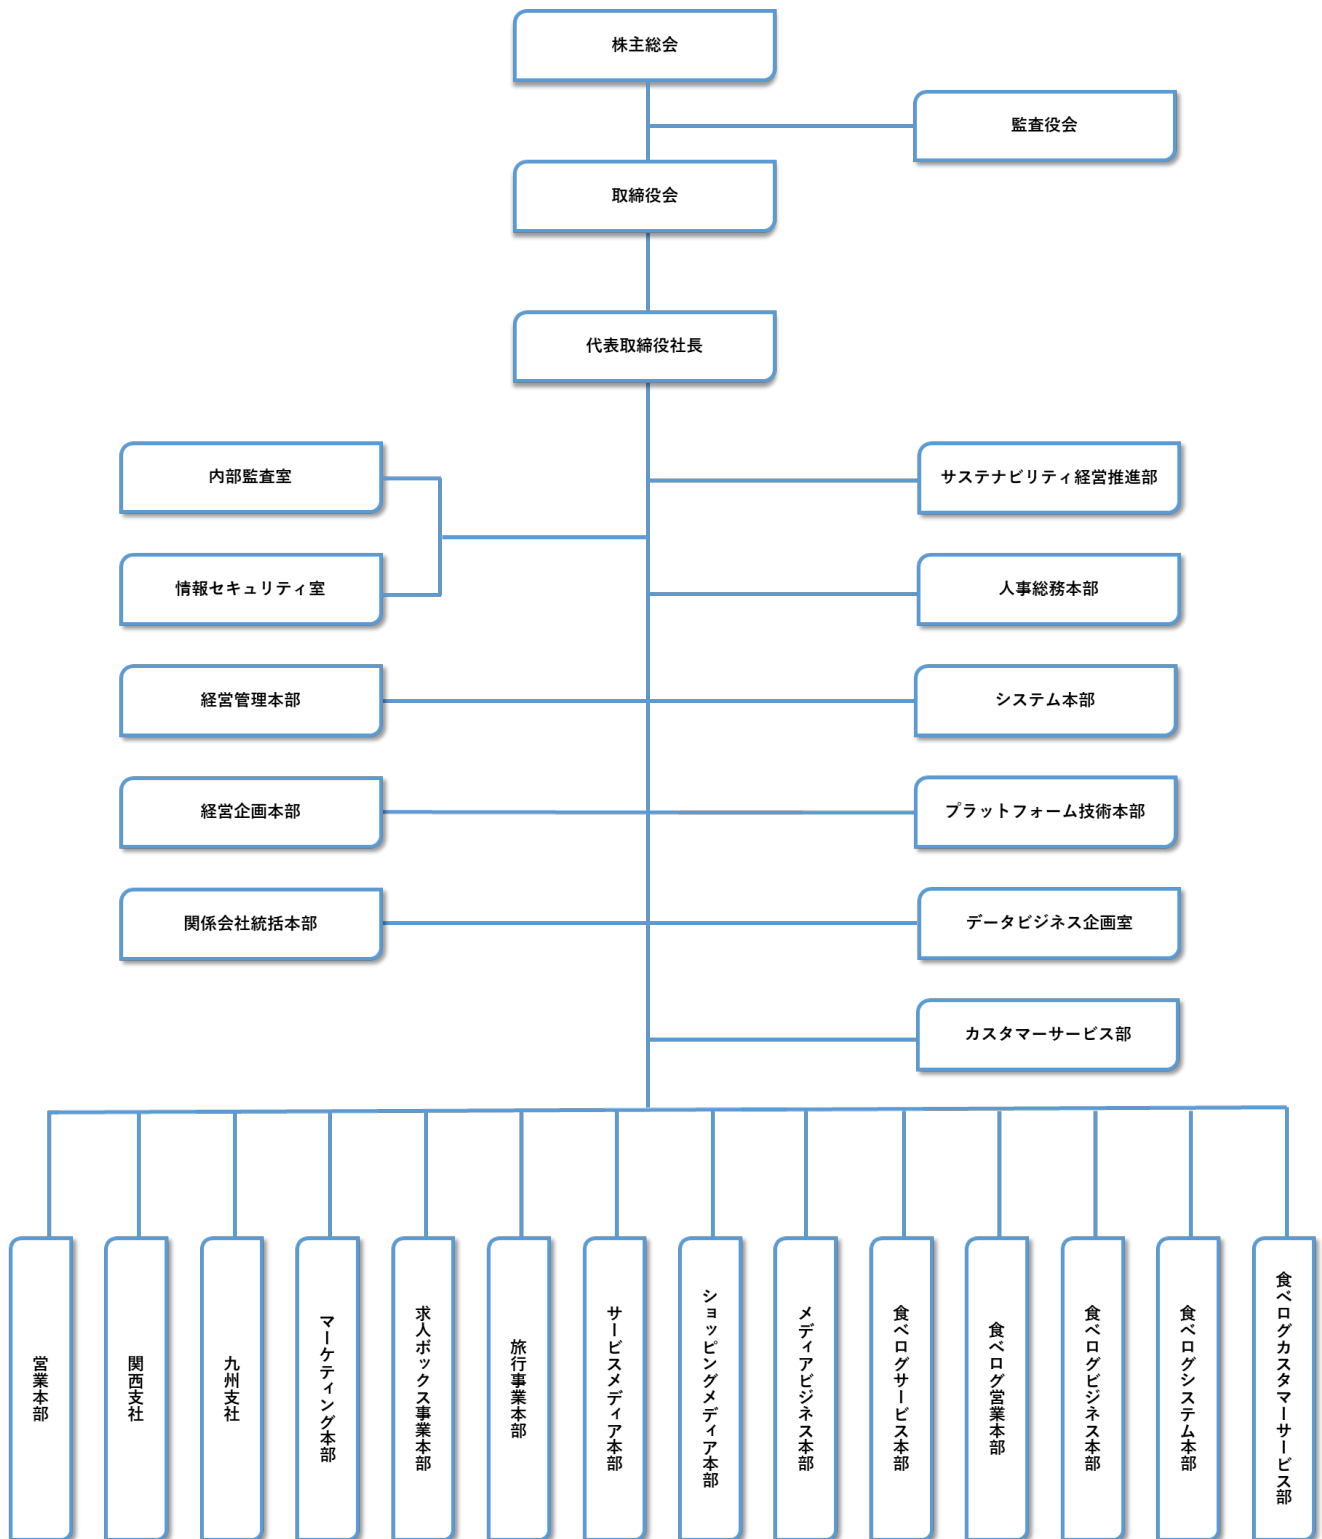 株主総会
監査役会
取締役会
代表取締役社長
内部監査室
サステナビリティ経営推進部
情報セキュリティ室
人事総務本部
経営管理本部
システム本部
経営企画本部
プラットフォーム技術本部
関係会社統括本部
データビジネス企画室
カスタマーサービス部
営業本部
関西支社
九州支社
マーケティング本部
求人ボックス事業本部
旅行事業本部
サービスメディア本部
ショッピングメディア本部
メディアビジネス本部
食べログサービス本部
食べログ営業本部
食べログビジネス本部
食べログシステム本部
食べログカスタマーサービス部